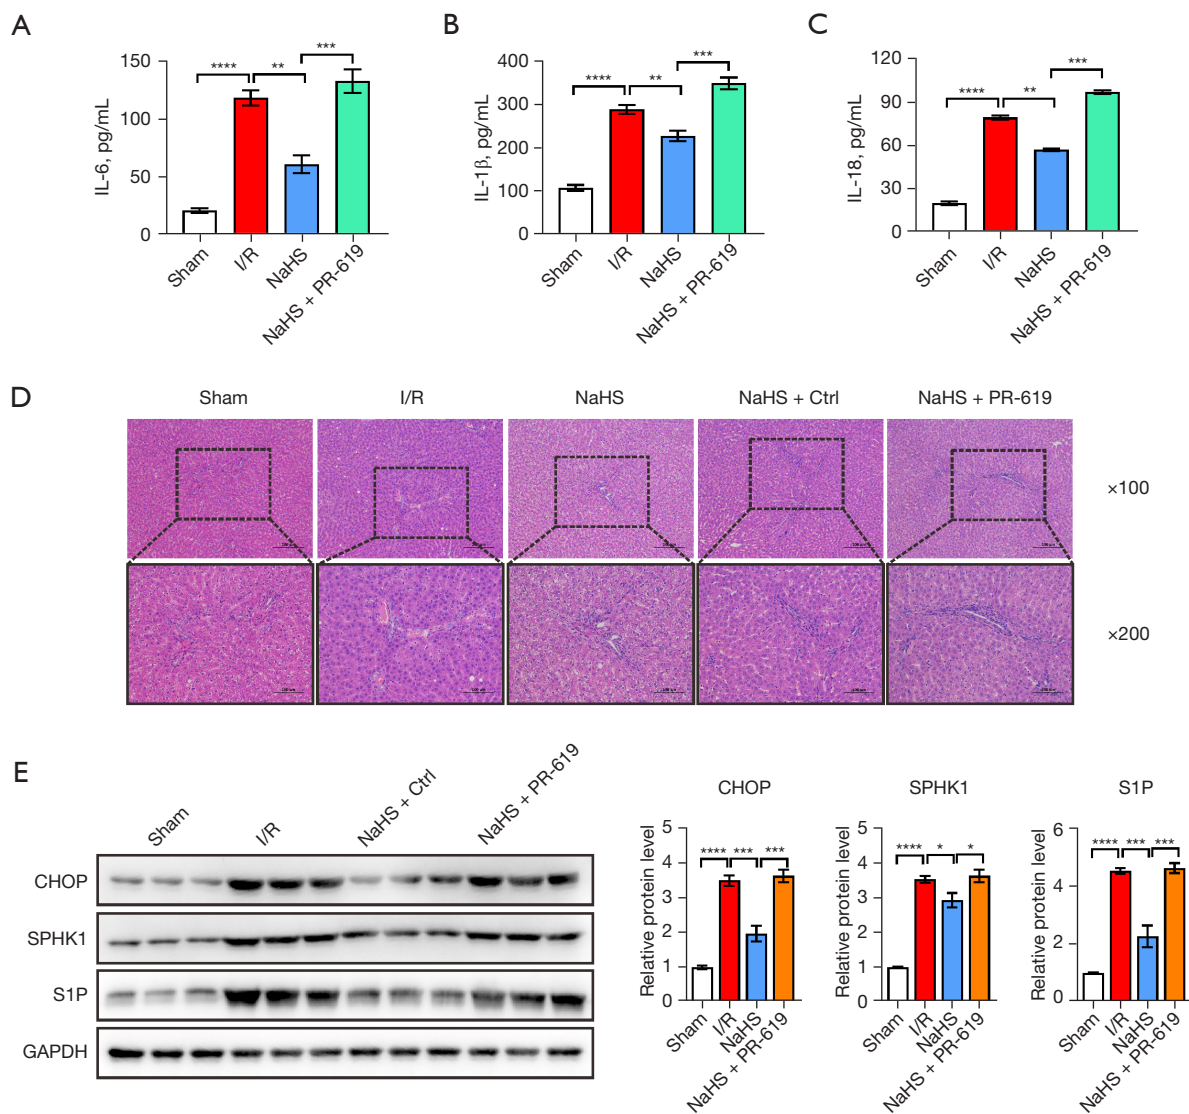 A
IL-6, pg/mL
150
100
50
0
****
**
***
Sham
I/R
NaHS
NaHS + PR-619
B
IL-1β, pg/mL
400
300
200
100
0
****
**
***
Sham
I/R
NaHS
NaHS + PR-619
C
IL-18, pg/mL
120
90
60
30
0
****
**
***
Sham
I/R
NaHS
NaHS + PR-619
D
Sham
I/R
NaHS
NaHS + Ctrl
NaHS + PR-619
×100
×200
E
Sham
I/R
NaHS + Ctrl
NaHS + PR-619
CHOP
SPHK1
S1P
GAPDH
CHOP
Relative protein level
5
4
3
2
1
0
****
***
***
Sham
I/R
NaHS
NaHS + PR-619
SPHK1
Relative protein level
5
4
3
2
1
0
****
*
*
Sham
I/R
NaHS
NaHS + PR-619
S1P
Relative protein level
6
4
2
0
****
***
***
Sham
I/R
NaHS
NaHS + PR-619